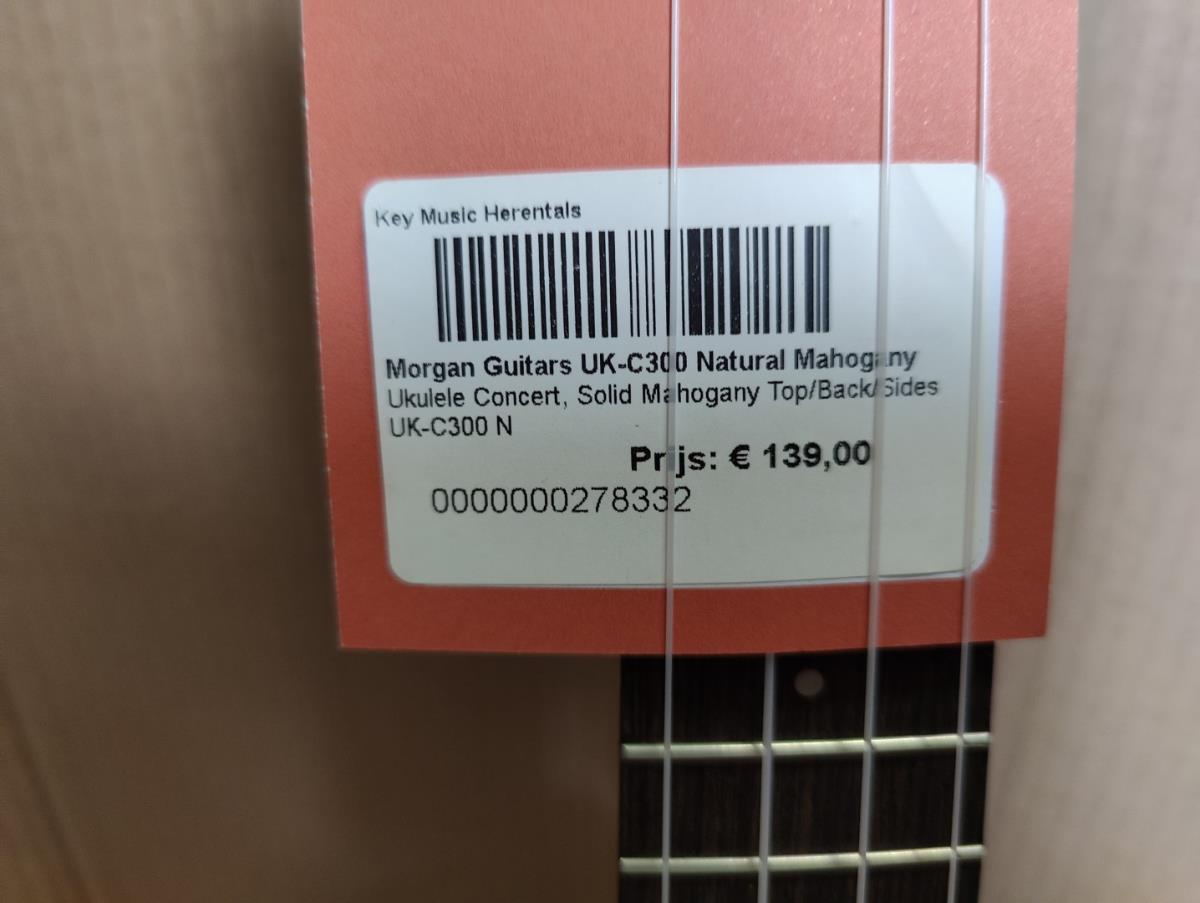 Key Music Herentals
Morgan Guitars UK-C300 Natural Mahogany
Ukulele Concert, Solid Mahogany Top/Back/Sides
UK-C300 N
Prijs: € 139,00
0000000278332